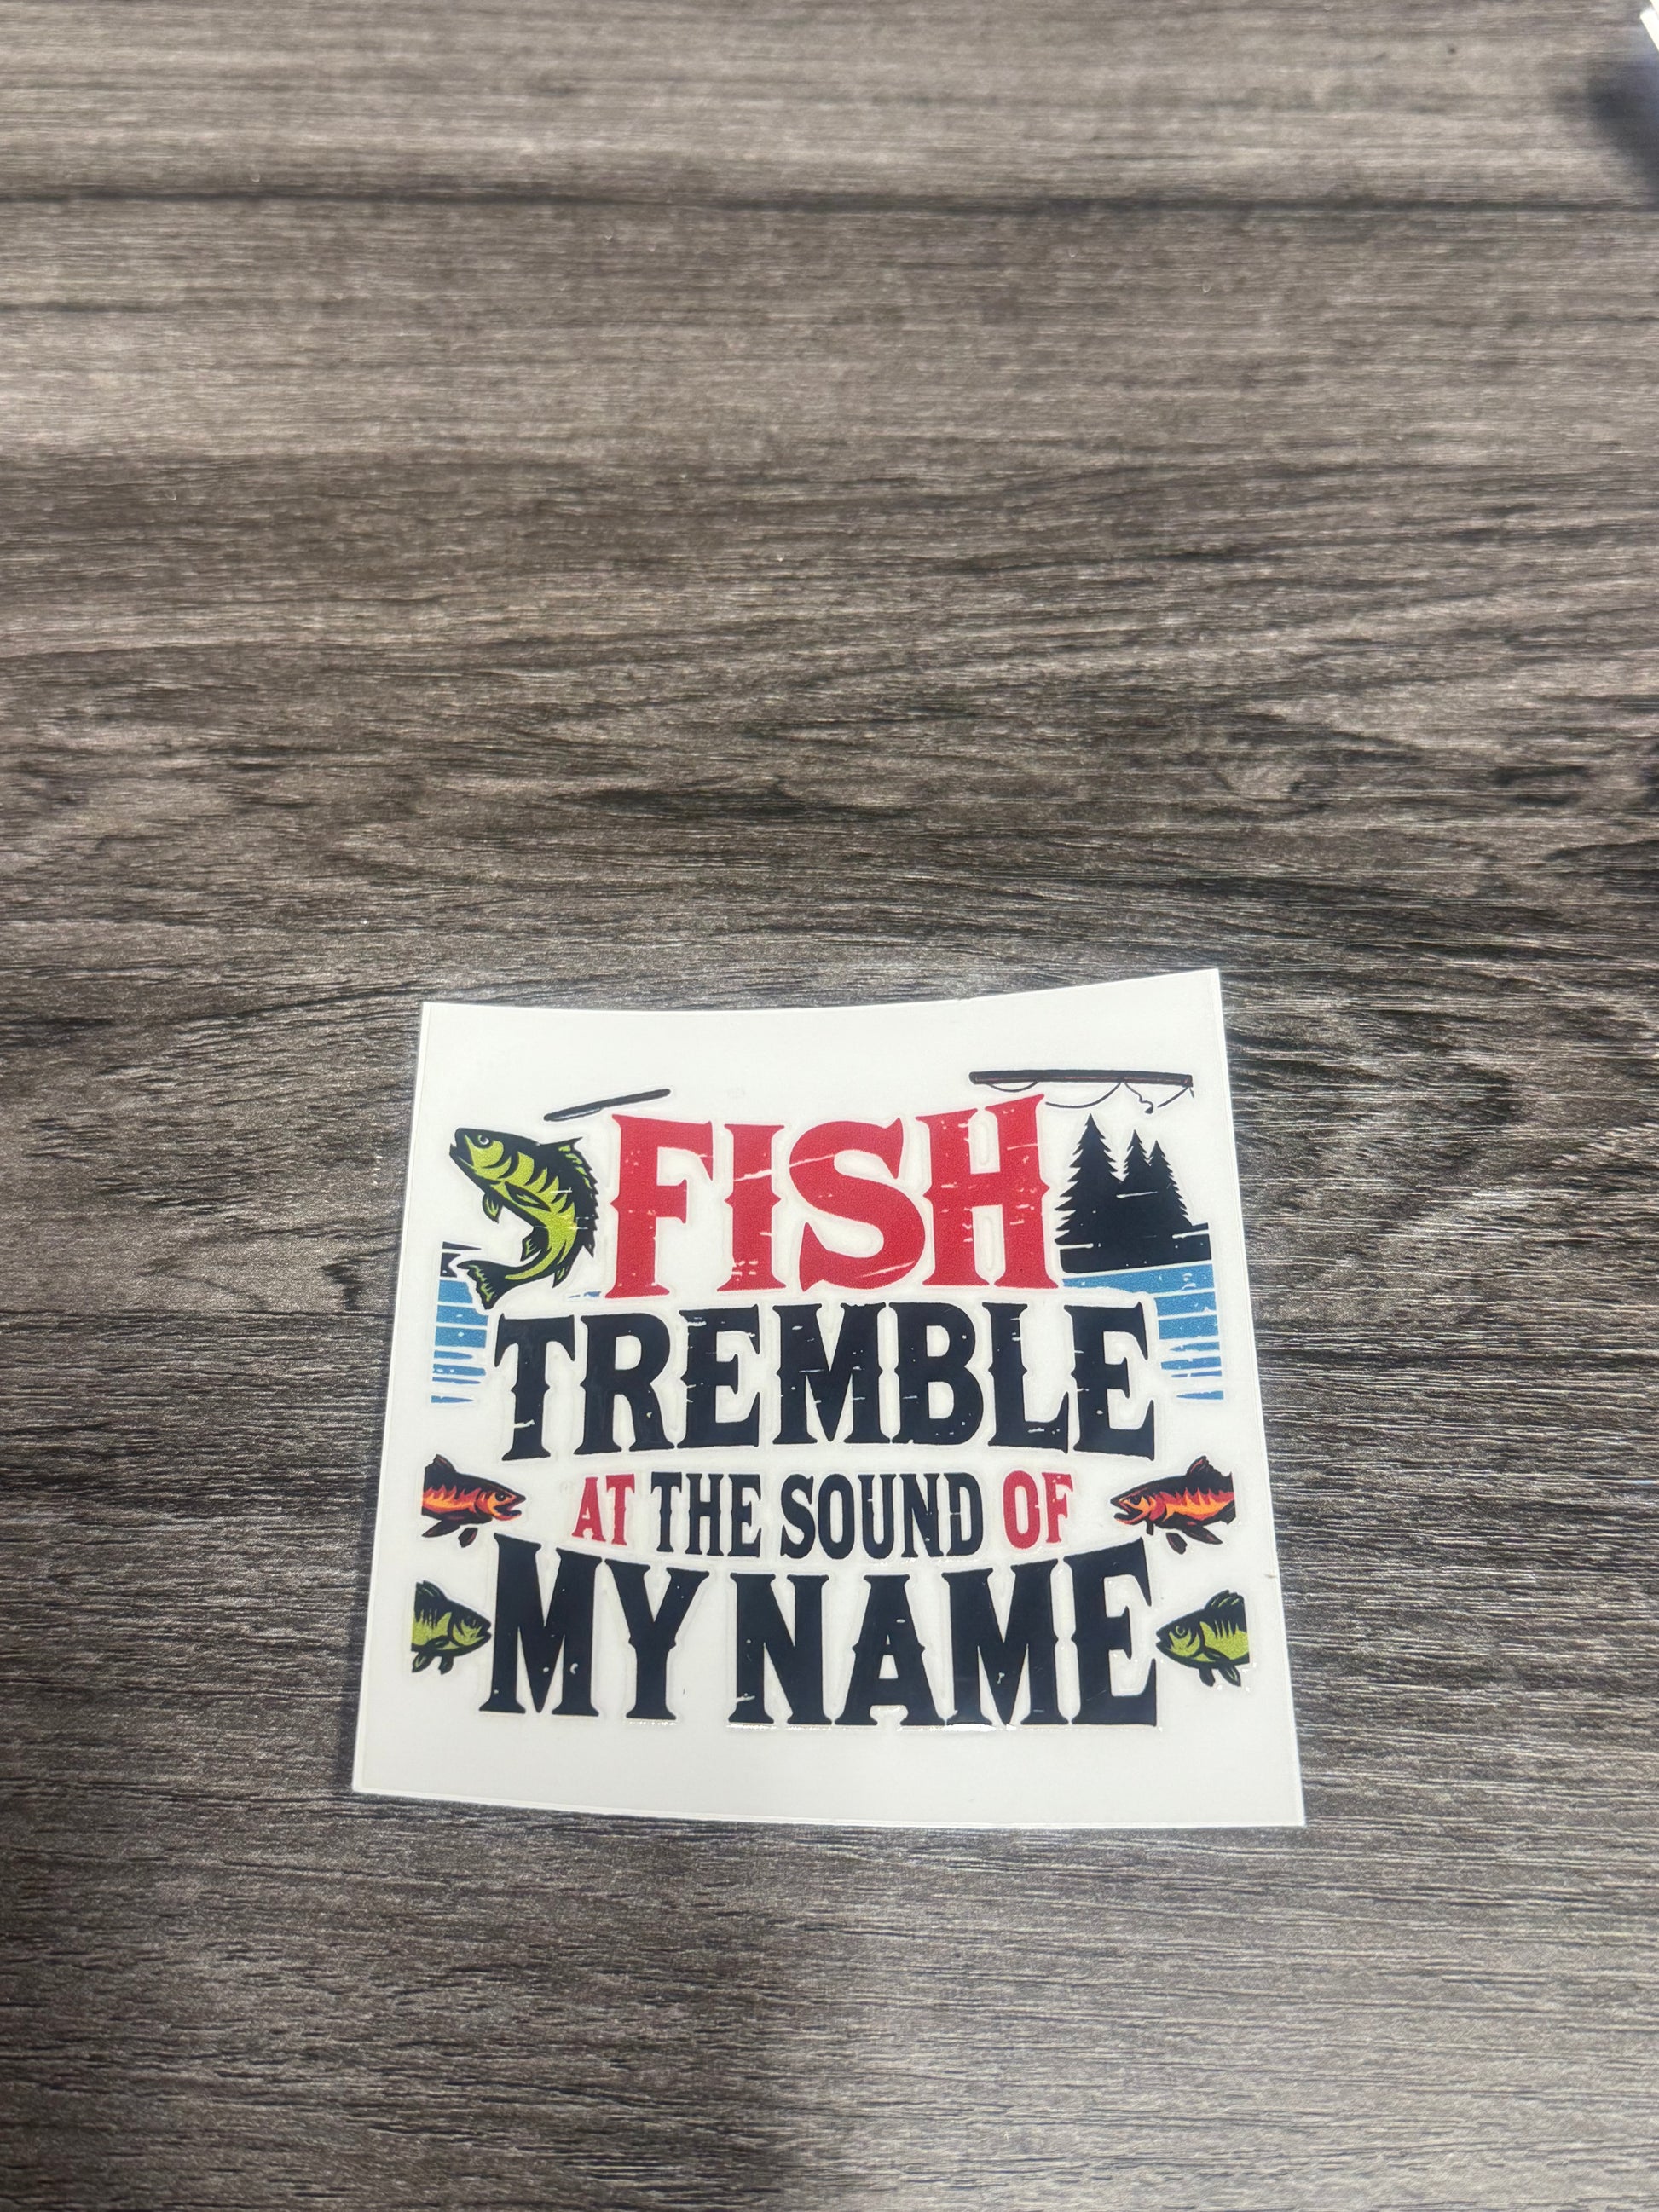 FISH
TREMBLE
AT THE SOUND OF
MY NAME